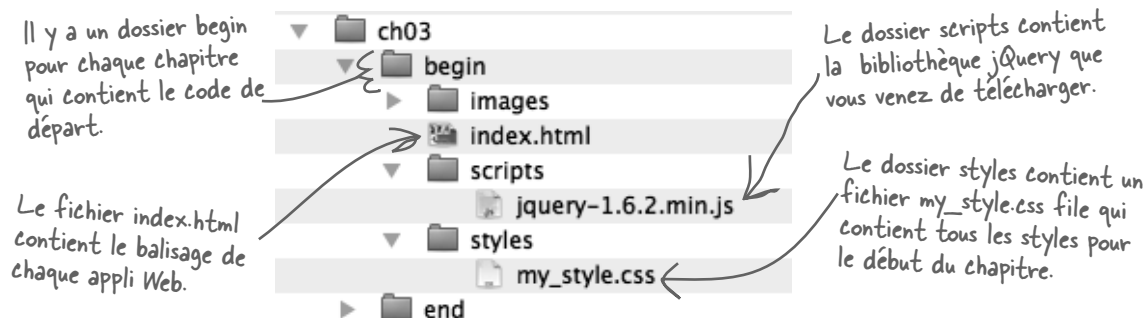 Il y a un dossier begin
pour chaque chapitre
qui contient le code de
départ.
Le fichier index.html
contient le balisage de
chaque appli Web.
ch03
begin
images
index.html
scripts
jquery-1.6.2.min.js
styles
my_style.css
end
Le dossier scripts contient
la bibliothèque jQuery que
vous venez de télécharger.
Le dossier styles contient un
fichier my_style.css file qui
contient tous les styles pour
le début du chapitre.